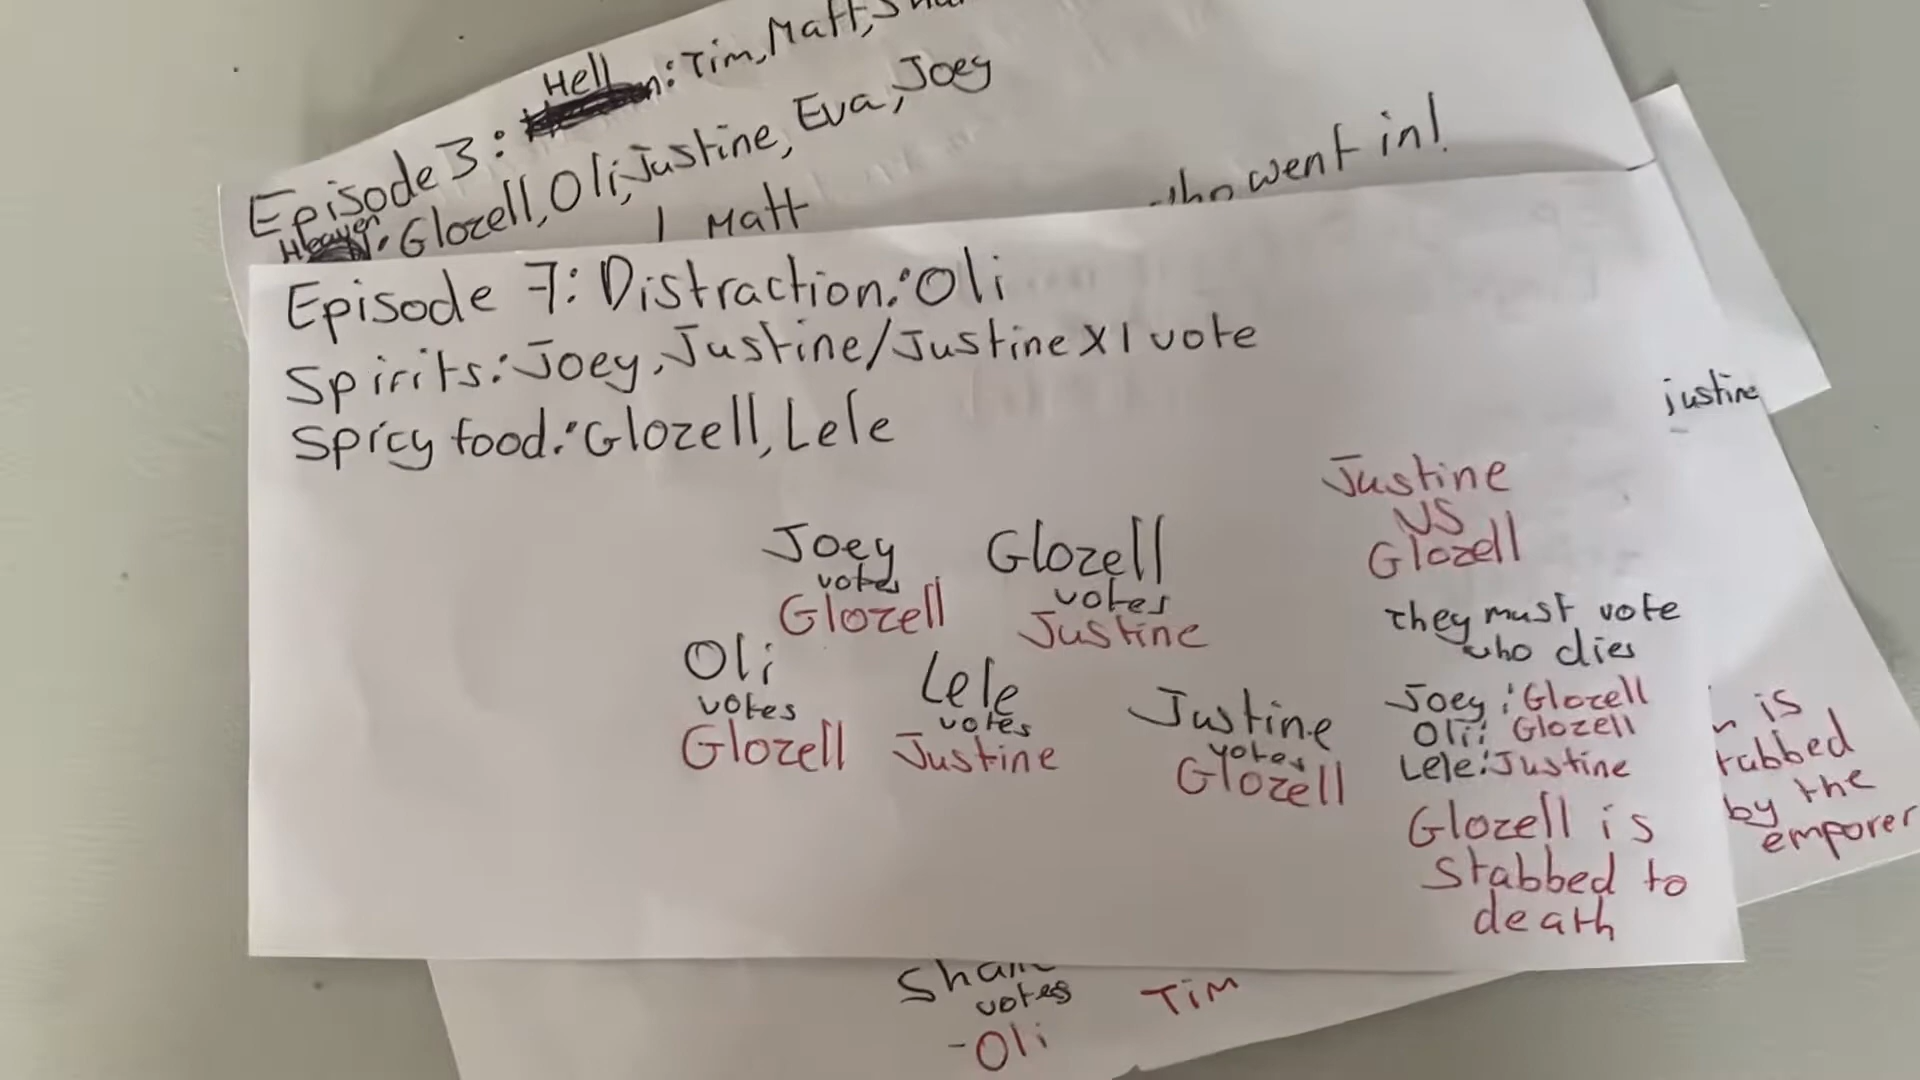 Hell
Episode 3: n: Tim, Matt,
Heaven: Glozell, Oli, Justine, Eva, Joey
Matt
who went in!
Episode 7: Distraction: Oli
Spirits: Joey, Justine/Justine X1 vote
Spicy food: Glozell, Lele
justine
Justine
VS
Glozell
Joey
votes
Glozell
Glozell
votes
Justine
they must vote
who dies
Oli
votes
Glozell
Lele
votes
Justine
Justine
votes
Glozell
Joey: Glozell
Oli: Glozell
Lele: Justine
Glozell is
stabbed to
death
is
tabbed
by the
emporer
votes
-Oli
Tim